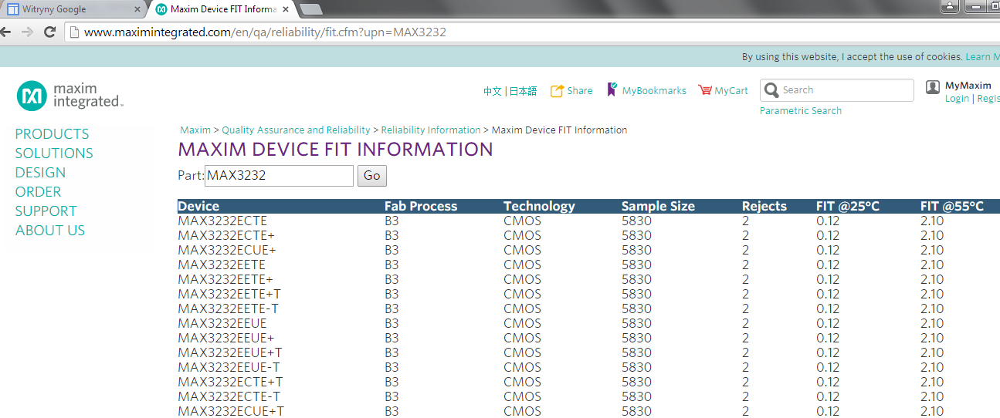 Witryny Google
Maxim Device FIT Informa
www.maximintegrated.com/en/qa/reliability/fit.cfm?upn=MAX3232
By using this website, I accept the use of cookies. Learn M
maxim
integrated™
中文 | 日本語 Share MyBookmarks MyCart Search MyMaxim
Login | Regis
Parametric Search
PRODUCTS
SOLUTIONS
DESIGN
ORDER
SUPPORT
ABOUT US
Maxim > Quality Assurance and Reliability > Reliability Information > Maxim Device FIT Information
MAXIM DEVICE FIT INFORMATION
Part: MAX3232 Go
Device Fab Process Technology Sample Size Rejects FIT @25°C FIT @55°C
MAX3232ECTE B3 CMOS 5830 2 0.12 2.10
MAX3232ECTE+ B3 CMOS 5830 2 0.12 2.10
MAX3232ECUE+ B3 CMOS 5830 2 0.12 2.10
MAX3232EETE B3 CMOS 5830 2 0.12 2.10
MAX3232EETE+ B3 CMOS 5830 2 0.12 2.10
MAX3232EETE+T B3 CMOS 5830 2 0.12 2.10
MAX3232EETE-T B3 CMOS 5830 2 0.12 2.10
MAX3232EEUE B3 CMOS 5830 2 0.12 2.10
MAX3232EEUE+ B3 CMOS 5830 2 0.12 2.10
MAX3232EEUE+T B3 CMOS 5830 2 0.12 2.10
MAX3232EEUE-T B3 CMOS 5830 2 0.12 2.10
MAX3232ECTE+T B3 CMOS 5830 2 0.12 2.10
MAX3232ECTE-T B3 CMOS 5830 2 0.12 2.10
MAX3232ECUE+T B3 CMOS 5830 2 0.12 2.10